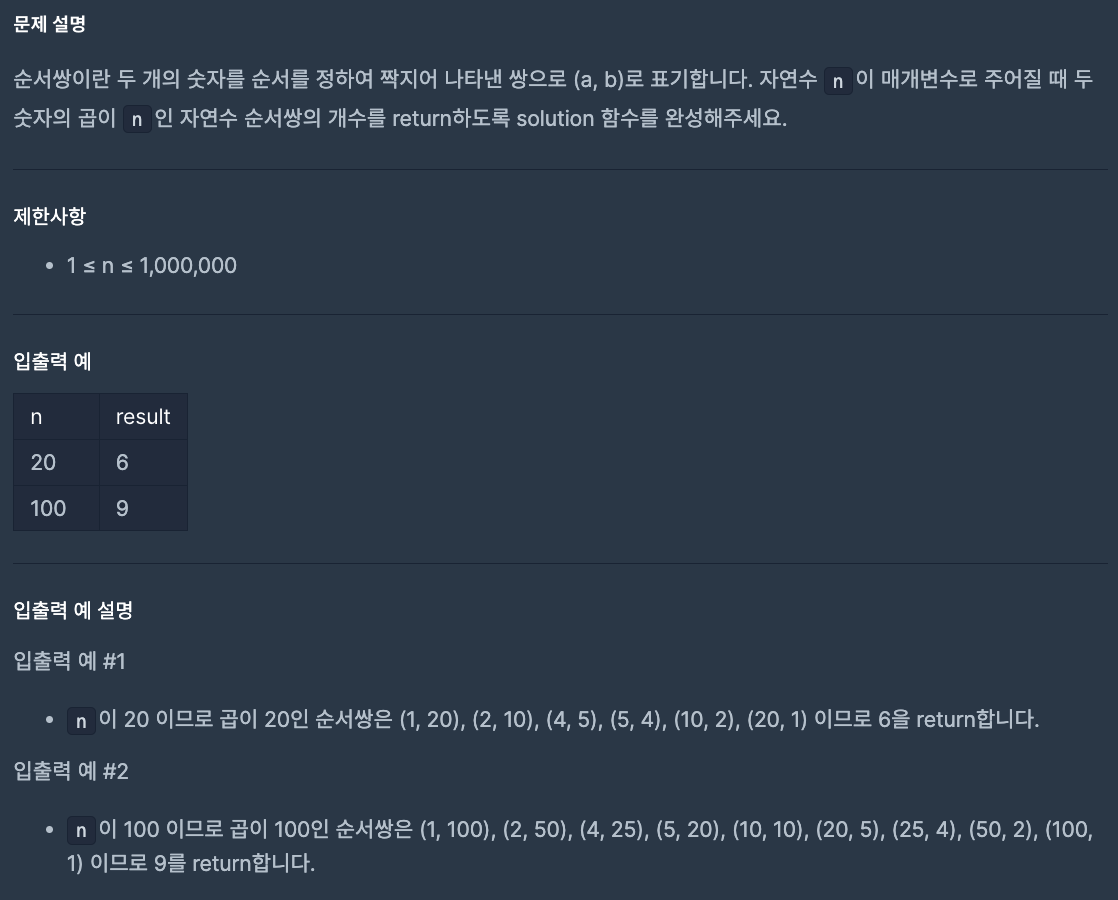 문제 설명
순서쌍이란 두 개의 숫자를 순서를 정하여 짝지어 나타낸 쌍으로 (a, b)로 표기합니다. 자연수 n 이 매개변수로 주어질 때 두
숫자의 곱이 n 인 자연수 순서쌍의 개수를 return하도록 solution 함수를 완성해주세요.
제한사항
• 1 ≤ n ≤ 1,000,000
입출력 예
n result
20 6
100 9
입출력 예 설명
입출력 예 #1
• n 이 20 이므로 곱이 20인 순서쌍은 (1, 20), (2, 10), (4, 5), (5, 4), (10, 2), (20, 1) 이므로 6을 return합니다.
입출력 예 #2
• n 이 100 이므로 곱이 100인 순서쌍은 (1, 100), (2, 50), (4, 25), (5, 20), (10, 10), (20, 5), (25, 4), (50, 2), (100,
1) 이므로 9를 return합니다.